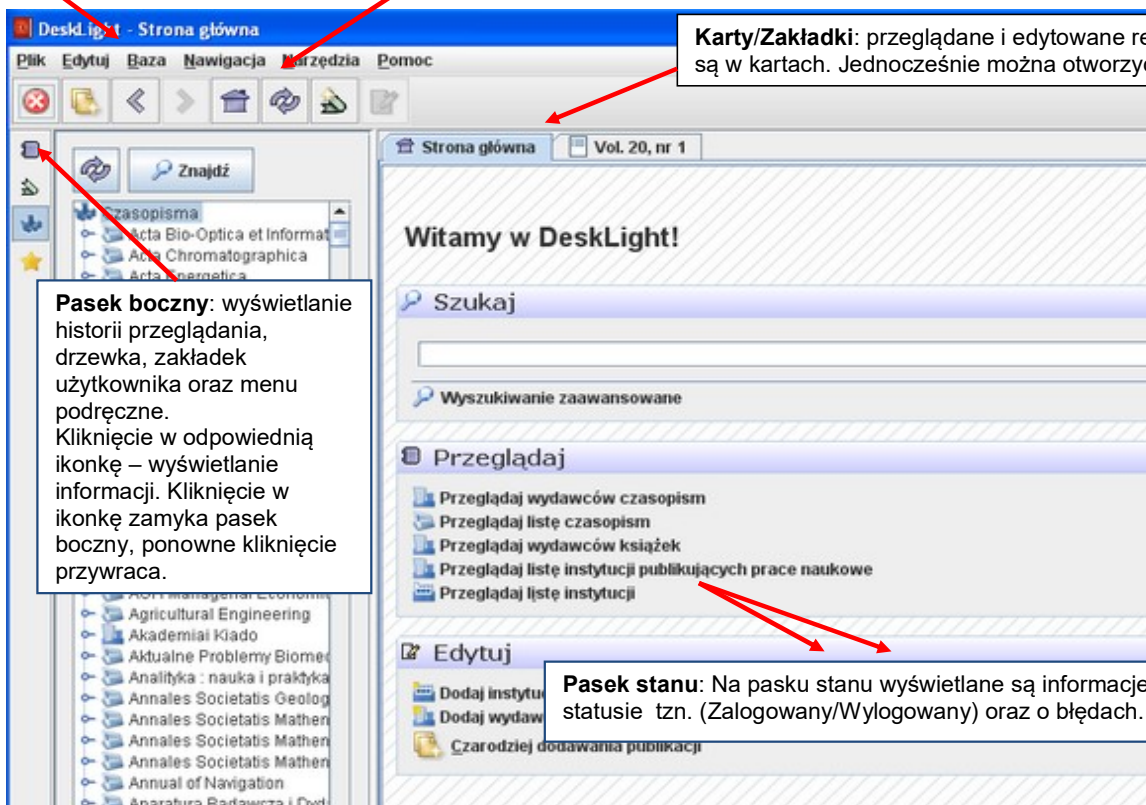 DeskLight - Strona główna
Plik Edytuj Baza Nawigacja Narzędzia Pomoc
Karty/Zakładki: przeglądane i edytowane
są w kartach. Jednocześnie można
Znajdź
Strona główna
Vol. 20, nr 1
Czasopisma
Acta Bio-Optica et Informat
Acta Chromatographica
Acta Energetica
Witamy w DeskLight!
Pasek boczny: wyświetlanie
historii przeglądania,
drzewka, zakładek
użytkownika oraz menu
podręczne.
Kliknięcie w odpowiednią
ikonkę – wyświetlanie
informacji. Kliknięcie w
ikonkę zamyka pasek
boczny, ponowne kliknięcie
przywraca.
Agricultural Engineering
Akademiai Kiado
Aktualne Problemy Biomed
Analityka : nauka i praktyka
Annales Societatis Geolog
Annales Societatis Mathem
Annales Societatis Mathem
Annales Societatis Mathem
Annual of Navigation
Aparatura Badawcza i Dyd
Szukaj
Wyszukiwanie zaawansowane
Przeglądaj
Przeglądaj wydawców czasopism
Przeglądaj listę czasopism
Przeglądaj wydawców książek
Przeglądaj listę instytucji publikujących prace naukowe
Przeglądaj listę instytucji
Edytuj
Dodaj instytu
Dodaj wydaw
Czarodziej dodawania publikacji
Pasek stanu: Na pasku stanu wyświetlane są informacje
statusie tzn. (Zalogowany/Wylogowany) oraz o błędach.